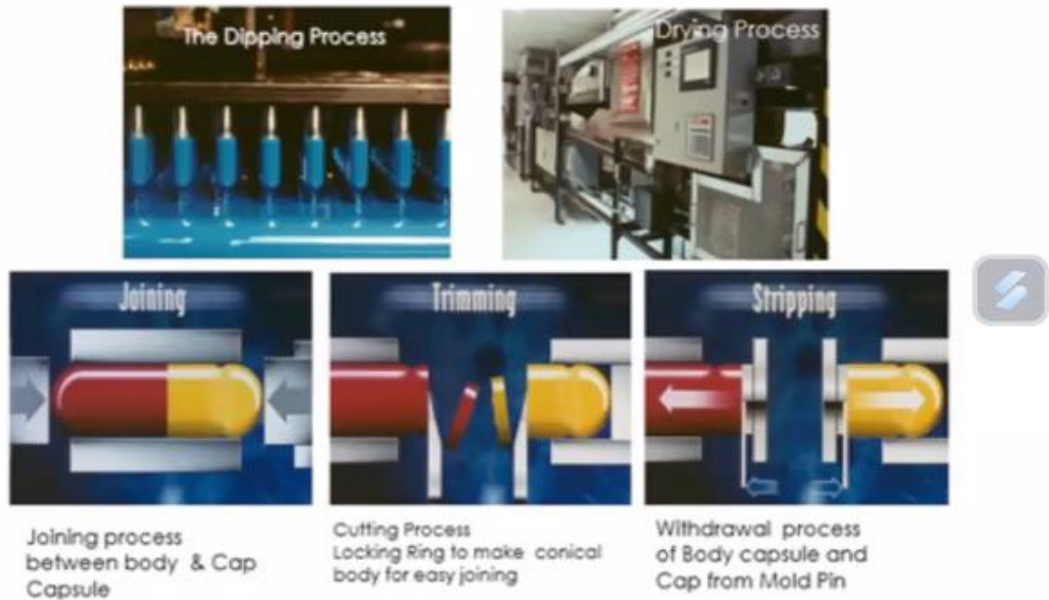 The Dipping Process
Drying Process
Joining
Trimming
Stripping
Joining process
between body & Cap
Capsule
Cutting Process
Locking Ring to make conical
body for easy joining
Withdrawal process
of Body capsule and
Cap from Mold Pin